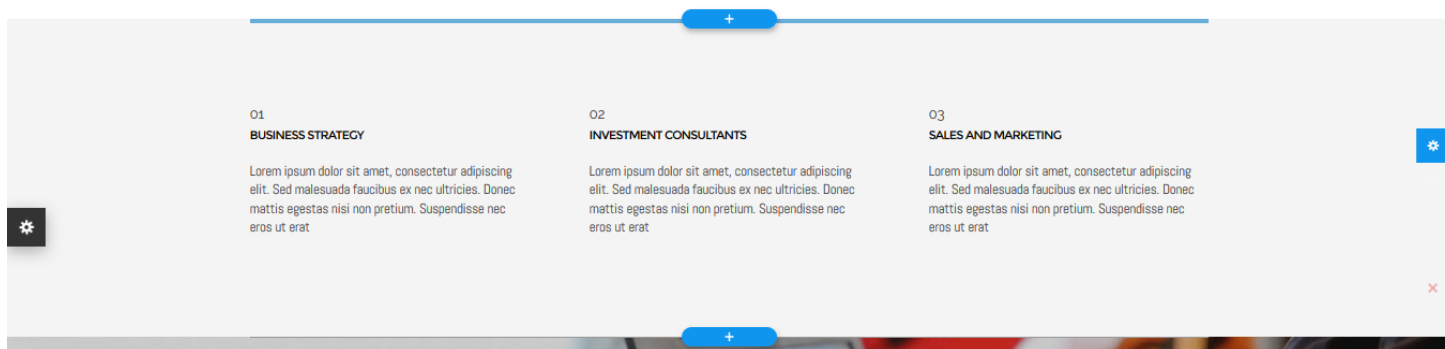 01
BUSINESS STRATEGY
Lorem ipsum dolor sit amet, consectetur adipiscing
elit. Sed malesuada faucibus ex nec ultricies. Donec
mattis egestas nisi non pretium. Suspendisse nec
eros ut erat
02
INVESTMENT CONSULTANTS
Lorem ipsum dolor sit amet, consectetur adipiscing
elit. Sed malesuada faucibus ex nec ultricies. Donec
mattis egestas nisi non pretium. Suspendisse nec
eros ut erat
03
SALES AND MARKETING
Lorem ipsum dolor sit amet, consectetur adipiscing
elit. Sed malesuada faucibus ex nec ultricies. Donec
mattis egestas nisi non pretium. Suspendisse nec
eros ut erat